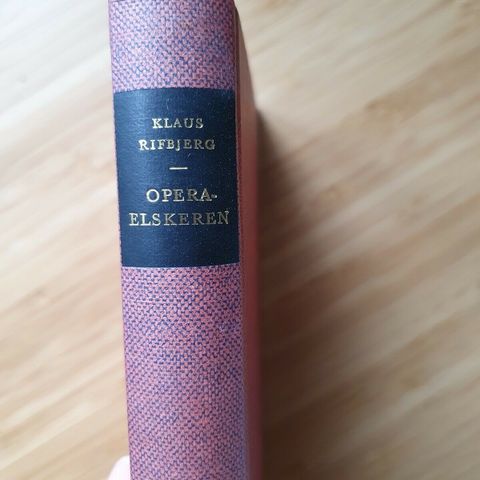 KLAUS
RIFBJERG
—
OPERA-
ELSKEREN